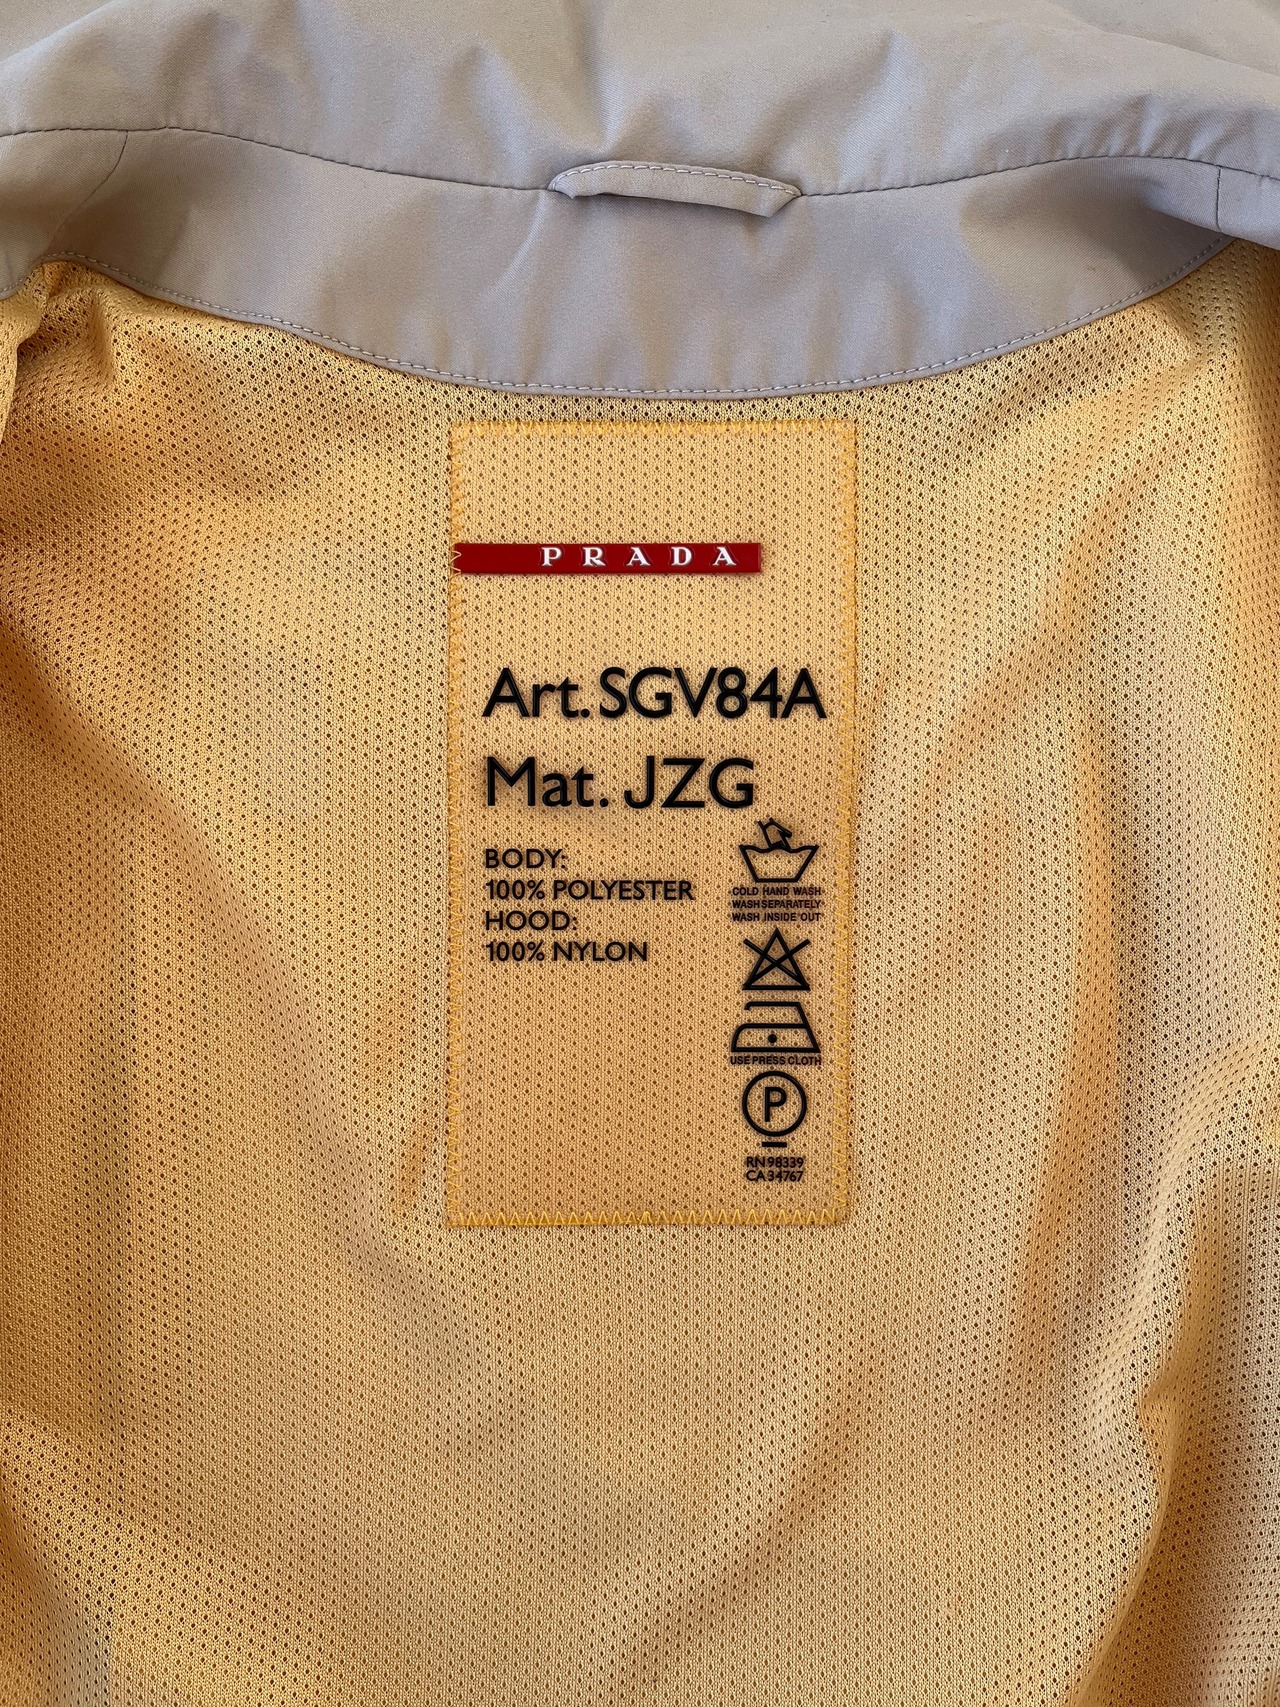 PRADA
Art. SGV84A
Mat. JZG
BODY:
100% POLYESTER
HOOD:
100% NYLON
COLD HAND WASH
WASH SEPARATELY
WASH INSIDE OUT
USE PRESS CLOTH
P
RN 98339
CA 34767